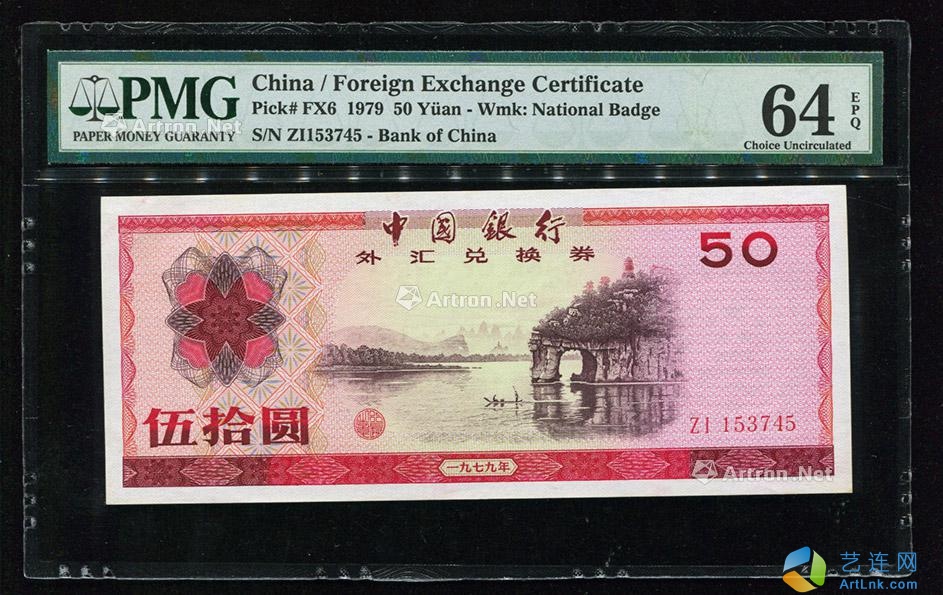 PMG
PAPER MONEY GUARANTY
China / Foreign Exchange Certificate
Pick# FX6 1979 50 Yüan - Wmk: National Badge
S/N ZI153745 - Bank of China
64 EPQ
Choice Uncirculated
Artron.Net
中国银行
外汇兑换券
50
Artron.Net
伍拾圆
ZI 153745
一九七九年
Artron.Net
艺连网
ArtLnk.com